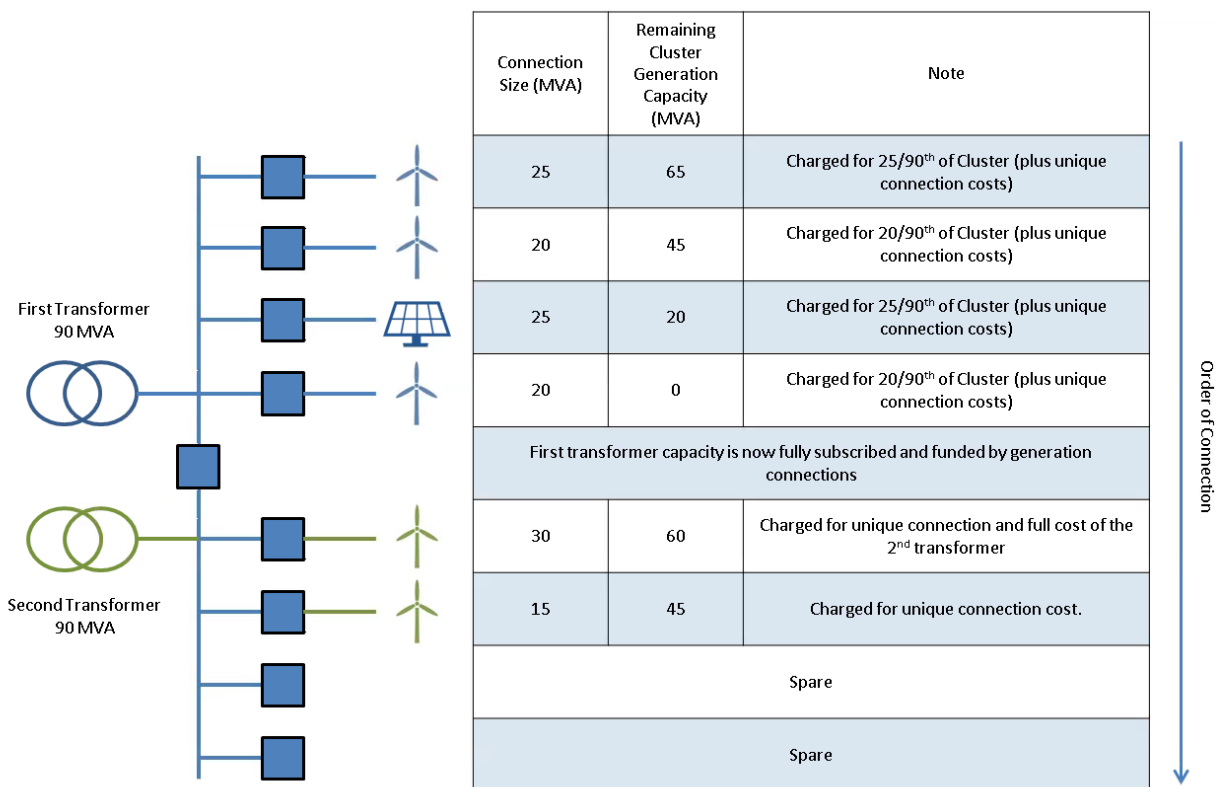 Connection
Size (MVA)
Remaining
Cluster
Generation
Capacity
(MVA)
Note
25
65
Charged for 25/90th of Cluster (plus unique
connection costs)
20
45
Charged for 20/90th of Cluster (plus unique
connection costs)
First Transformer
90 MVA
25
20
Charged for 25/90th of Cluster (plus unique
connection costs)
20
0
Charged for 20/90th of Cluster (plus unique
connection costs)
First transformer capacity is now fully subscribed and funded by generation
connections
30
60
Charged for unique connection and full cost of the
2nd transformer
Second Transformer
90 MVA
15
45
Charged for unique connection cost.
Spare
Spare
Order of Connection